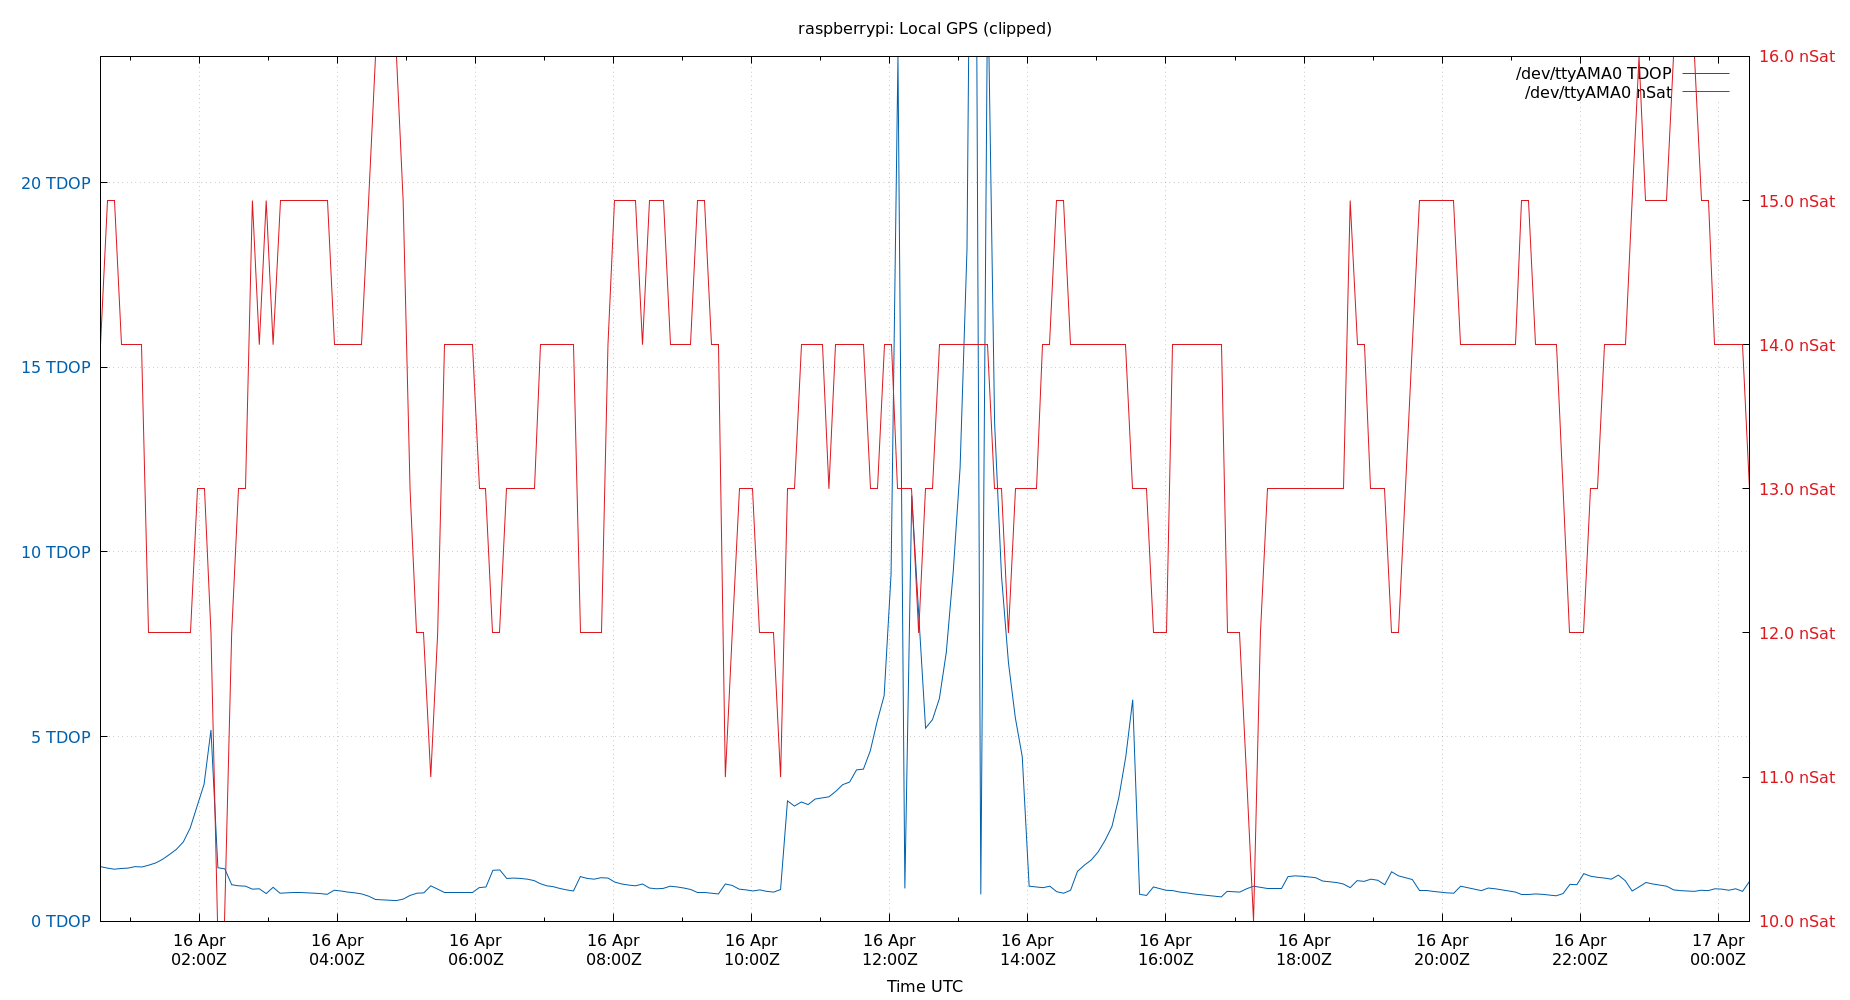 raspberrypi: Local GPS (clipped)
16.0 nSat
/dev/ttyAMA0 TDOP
/dev/ttyAMA0 nSat
20 TDOP
15.0 nSat
15 TDOP
14.0 nSat
13.0 nSat
10 TDOP
12.0 nSat
5 TDOP
11.0 nSat
0 TDOP
10.0 nSat
16 Apr 16 Apr 16 Apr 16 Apr 16 Apr 16 Apr 16 Apr 16 Apr 16 Apr 16 Apr 16 Apr 17 Apr
02:00Z 04:00Z 06:00Z 08:00Z 10:00Z 12:00Z 14:00Z 16:00Z 18:00Z 20:00Z 22:00Z 00:00Z
Time UTC